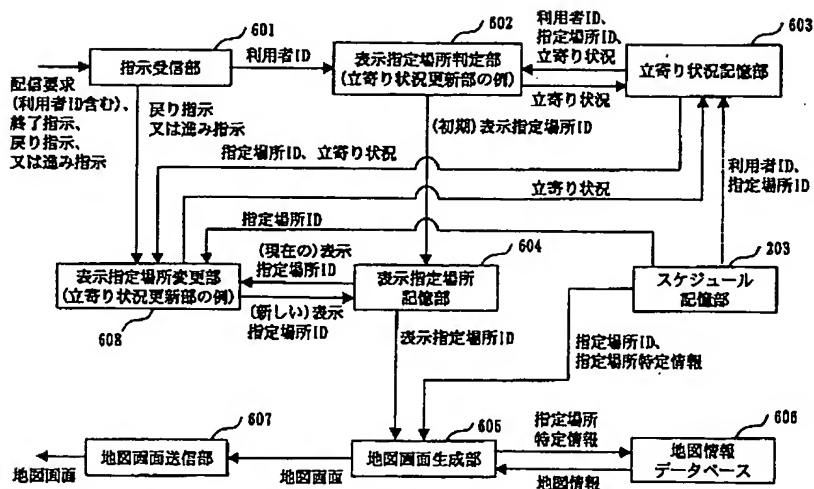 601
指示受信部
利用者ID
602
表示指定場所判定部
(立寄り状況更新部の例)
利用者ID、
指定場所ID、
立寄り状況
立寄り状況
603
立寄り状況記憶部
配信要求
(利用者ID含む)、
終了指示、
戻り指示、
又は進み指示
戻り指示
又は進み指示
(初期)表示指定場所ID
指定場所ID、立寄り状況
立寄り状況
利用者ID、
指定場所ID
指定場所ID
表示指定場所変更部
(立寄り状況更新部の例)
608
(現在の)表示
指定場所ID
(新しい)表示
指定場所ID
604
表示指定場所
記憶部
203
スケジュール
記憶部
表示指定場所ID
指定場所ID、
指定場所特定情報
607
地図画面送信部
地図画面
地図画面
605
地図画面生成部
指定場所
特定情報
地図情報
606
地図情報
データベース